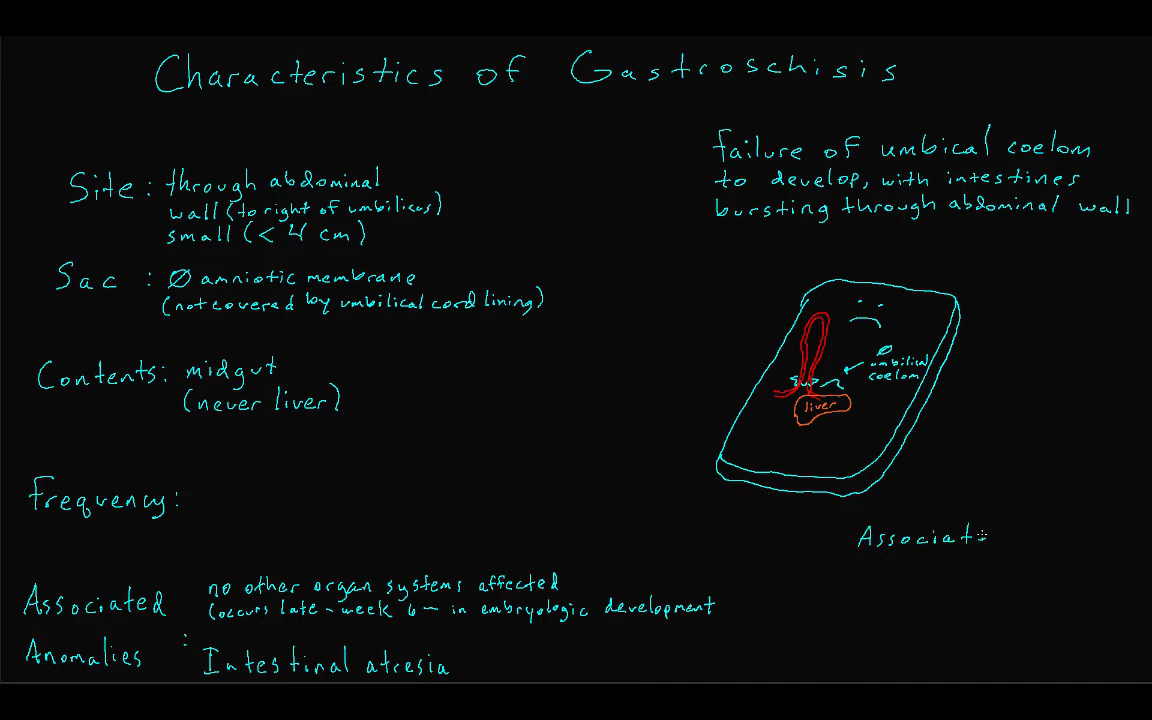 Characteristics of Gastroschisis
failure of umbical coelom
to develop, with intestines
bursting through abdominal wall
Site: through abdominal
wall (to right of umbilicus)
small (< 4 cm)
Sac : Ø amniotic membrane
(not covered by umbilical cord lining)
Contents: midgut
(never liver)
Ø
umbilical
coelom
liver
Frequency:
Associat
Associated
Anomalies :
no other organ systems affected
(occurs late - week 6 - in embryologic development
Intestinal atresia